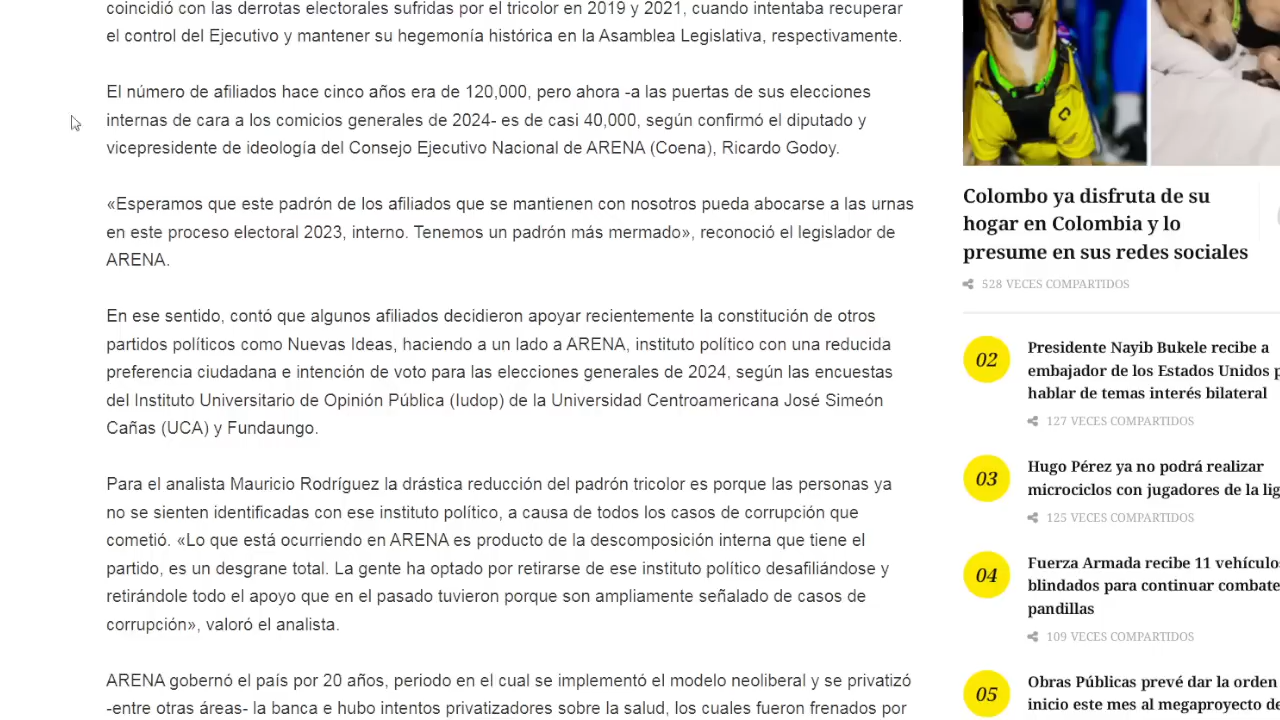 coincidió con las derrotas electorales sufridas por el tricolor en 2019 y 2021, cuando intentaba recuperar
el control del Ejecutivo y mantener su hegemonía histórica en la Asamblea Legislativa, respectivamente.
El número de afiliados hace cinco años era de 120,000, pero ahora -a las puertas de sus elecciones
internas de cara a los comicios generales de 2024- es de casi 40,000, según confirmó el diputado y
vicepresidente de ideología del Consejo Ejecutivo Nacional de ARENA (Coena), Ricardo Godoy.
«Esperamos que este padrón de los afiliados que se mantienen con nosotros pueda abocarse a las urnas
en este proceso electoral 2023, interno. Tenemos un padrón más mermado», reconoció el legislador de
ARENA.
En ese sentido, contó que algunos afiliados decidieron apoyar recientemente la constitución de otros
partidos políticos como Nuevas Ideas, haciendo a un lado a ARENA, instituto político con una reducida
preferencia ciudadana e intención de voto para las elecciones generales de 2024, según las encuestas
del Instituto Universitario de Opinión Pública (Iudop) de la Universidad Centroamericana José Simeón
Cañas (UCA) y Fundaungo.
Para el analista Mauricio Rodríguez la drástica reducción del padrón tricolor es porque las personas ya
no se sienten identificadas con ese instituto político, a causa de todos los casos de corrupción que
cometió. «Lo que está ocurriendo en ARENA es producto de la descomposición interna que tiene el
partido, es un desgrane total. La gente ha optado por retirarse de ese instituto político desafiliándose y
retirándole todo el apoyo que en el pasado tuvieron porque son ampliamente señalado de casos de
corrupción», valoró el analista.
ARENA gobernó el país por 20 años, periodo en el cual se implementó el modelo neoliberal y se privatizó
-entre otras áreas- la banca e hubo intentos privatizadores sobre la salud, los cuales fueron frenados por
Colombo ya disfruta de su
hogar en Colombia y lo
presume en sus redes sociales
528 VECES COMPARTIDOS
02
Presidente Nayib Bukele recibe a
embajador de los Estados Unidos p
hablar de temas interés bilateral
127 VECES COMPARTIDOS
03
Hugo Pérez ya no podrá realizar
microciclos con jugadores de la lig
125 VECES COMPARTIDOS
04
Fuerza Armada recibe 11 vehículos
blindados para continuar combate
pandillas
109 VECES COMPARTIDOS
05
Obras Públicas prevé dar la orden
inicio este mes al megaproyecto de